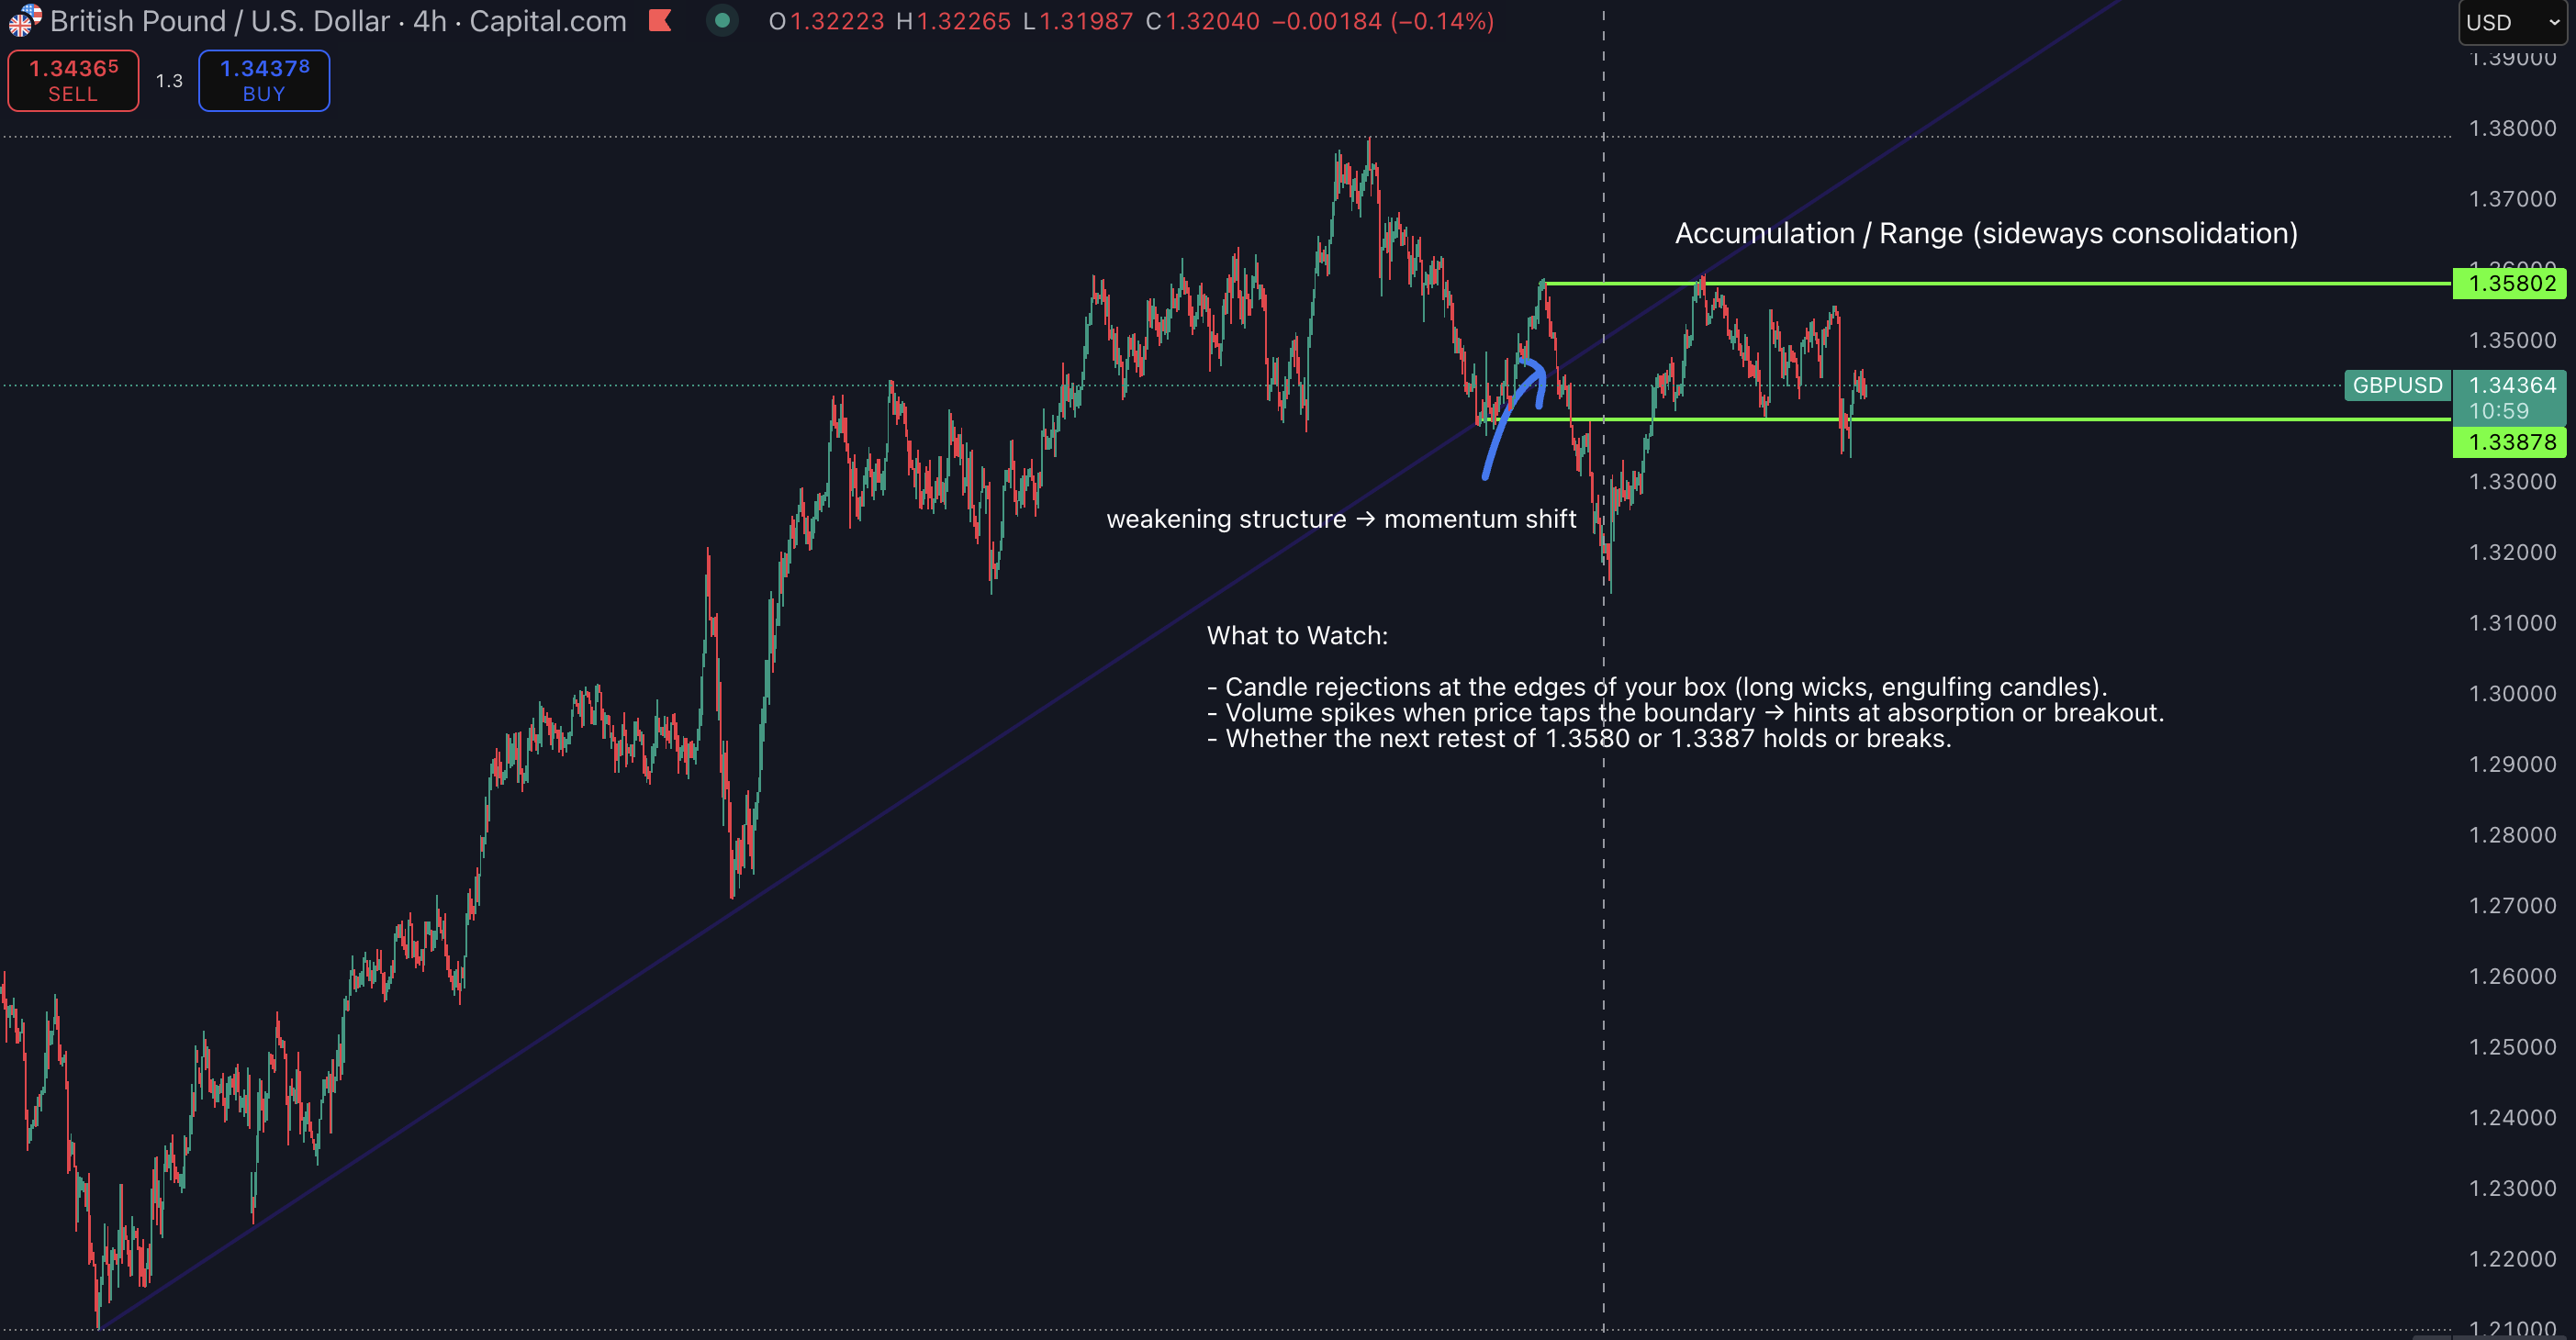 British Pound / U.S. Dollar · 4h · Capital.com O1.32223 H1.32265 L1.31987 C1.32040 −0.00184 (−0.14%)
USD
1.34365
SELL
1.3
1.34378
BUY
1.39000
1.38000
1.37000
Accumulation / Range (sideways consolidation)
1.36000
1.35802
1.35000
GBPUSD 1.34364
10:59
1.33878
1.33000
weakening structure → momentum shift
1.32000
1.31000
What to Watch:
- Candle rejections at the edges of your box (long wicks, engulfing candles).
- Volume spikes when price taps the boundary → hints at absorption or breakout.
- Whether the next retest of 1.3580 or 1.3387 holds or breaks.
1.30000
1.29000
1.28000
1.27000
1.26000
1.25000
1.24000
1.23000
1.22000
1.21000